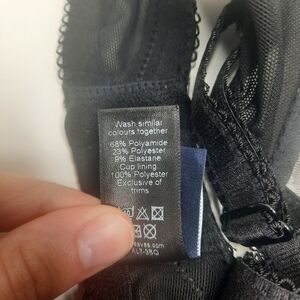 Wash similar
colours together
68% Polyamide
23% Polyester
9% Elastane
Cup lining
100% Polyester
Exclusive of
trims